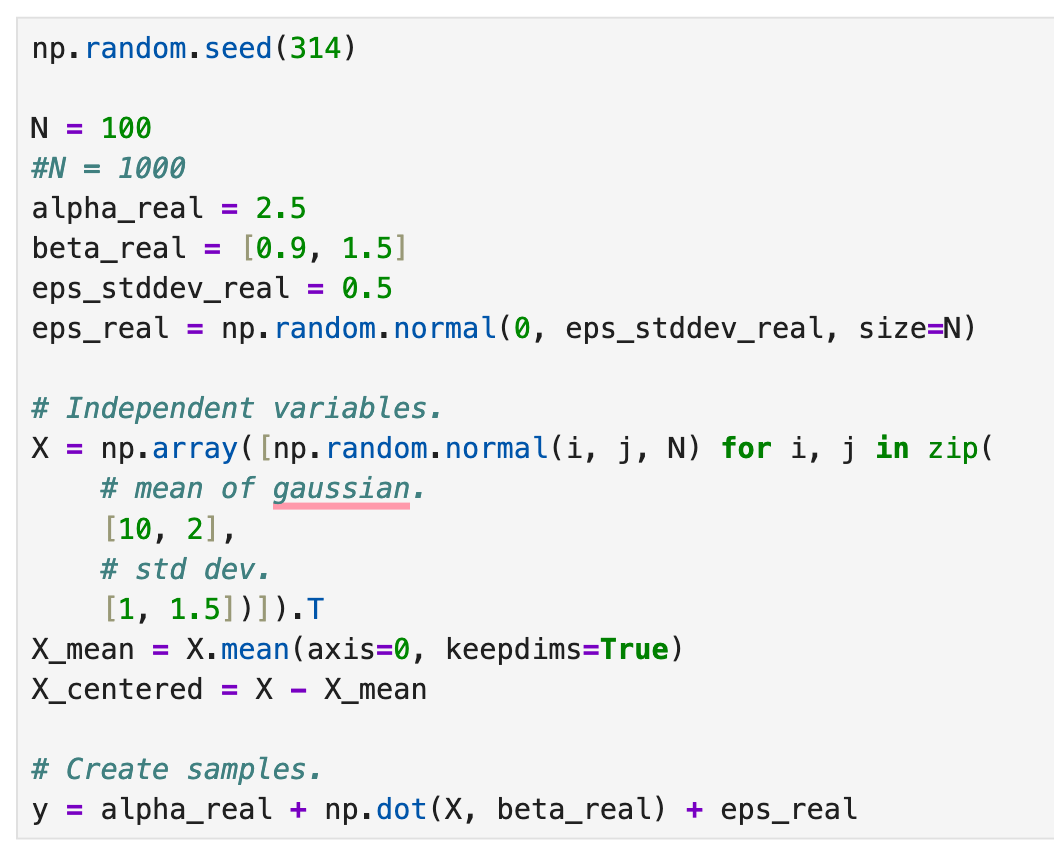 np.random.seed(314)
N = 100
#N = 1000
alpha_real = 2.5
beta_real = [0.9, 1.5]
eps_stddev_real = 0.5
eps_real = np.random.normal(0, eps_stddev_real, size=N)
# Independent variables.
X = np.array([np.random.normal(i, j, N) for i, j in zip(
    # mean of gaussian.
    [10, 2],
    # std dev.
    [1, 1.5])]).T
X_mean = X.mean(axis=0, keepdims=True)
X_centered = X - X_mean
# Create samples.
y = alpha_real + np.dot(X, beta_real) + eps_real